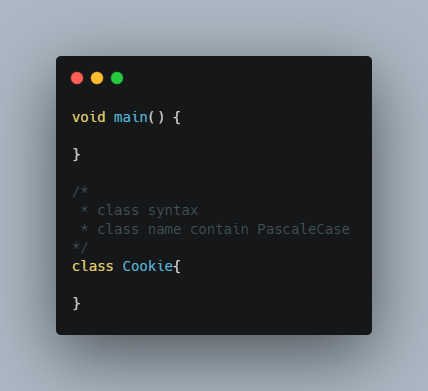 void main() {
}
/*
 * class syntax
 * class name contain PascaleCase
*/
class Cookie{
}